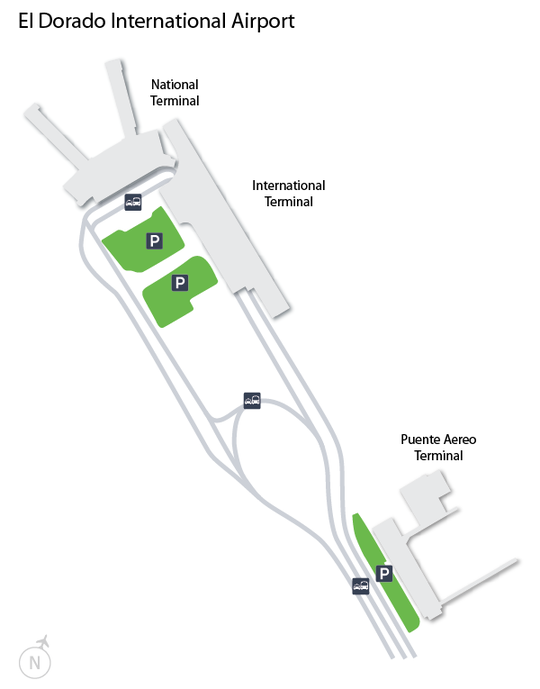 El Dorado International Airport
National
Terminal
International
Terminal
P
P
Puente Aereo
Terminal
P
N